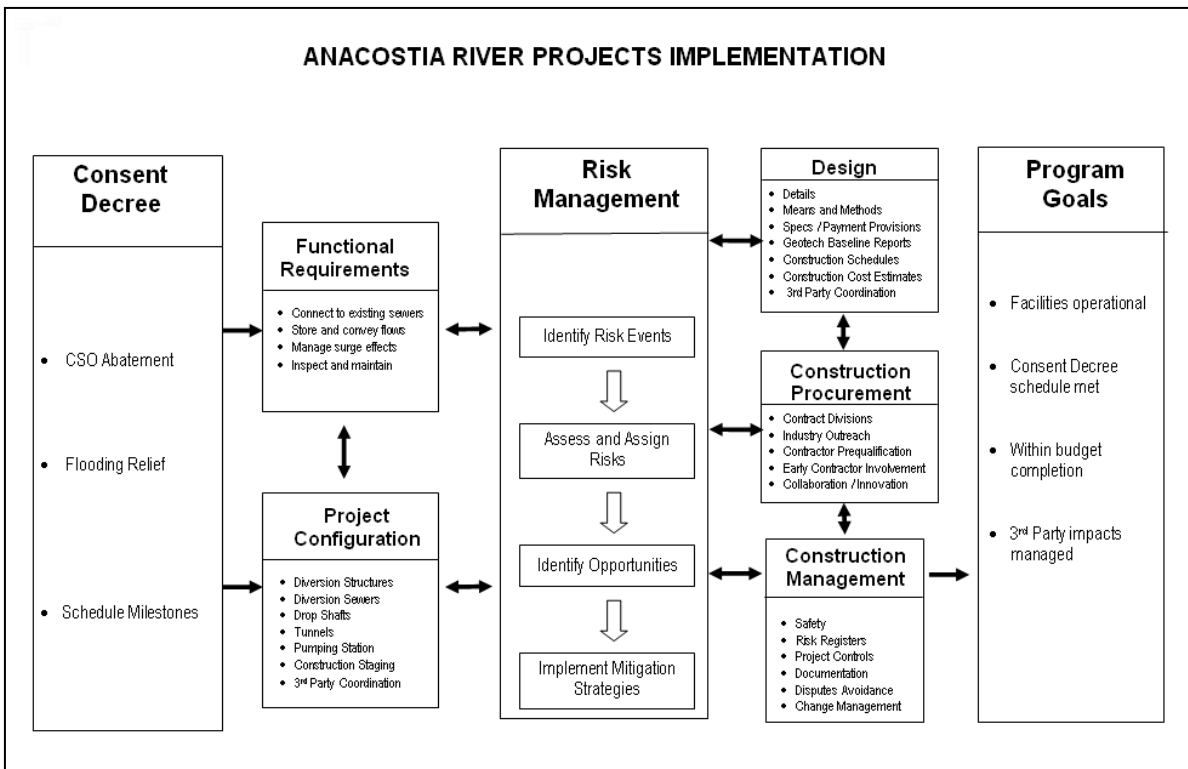 ANACOSTIA RIVER PROJECTS IMPLEMENTATION
Consent
Decree
• CSO Abatement
• Flooding Relief
• Schedule Milestones
Functional
Requirements
• Connect to existing sewers
• Store and convey flows
• Manage surge effects
• Inspect and maintain
Project
Configuration
• Diversion Structures
• Diversion Sewers
• Drop Shafts
• Tunnels
• Pumping Station
• Construction Staging
• 3rd Party Coordination
Risk
Management
Identify Risk Events
Assess and Assign
Risks
Identify Opportunities
Implement Mitigation
Strategies
Design
• Details
• Means and Methods
• Specs / Payment Provisions
• Geotech Baseline Reports
• Construction Schedules
• Construction Cost Estimates
• 3rd Party Coordination
Construction
Procurement
• Contract Divisions
• Industry Outreach
• Contractor Prequalification
• Early Contractor Involvement
• Collaboration / Innovation
Construction
Management
• Safety
• Risk Registers
• Project Controls
• Documentation
• Disputes Avoidance
• Change Management
Program
Goals
• Facilities operational
• Consent Decree
schedule met
• Within budget
completion
• 3rd Party impacts
managed